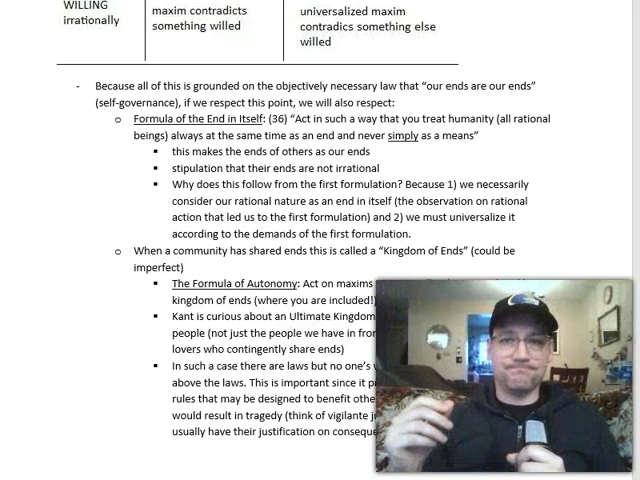 WILLING
irrationally
maxim contradicts
something willed
universalized maxim
contradics something else
willed
- Because all of this is grounded on the objectively necessary law that “our ends are our ends”
(self-governance), if we respect this point, we will also respect:
o Formula of the End in Itself: (36) “Act in such a way that you treat humanity (all rational
beings) always at the same time as an end and never simply as a means”
▪ this makes the ends of others as our ends
▪ stipulation that their ends are not irrational
▪ Why does this follow from the first formulation? Because 1) we necessarily
consider our rational nature as an end in itself (the observation on rational
action that led us to the first formulation) and 2) we must universalize it
according to the demands of the first formulation.
o When a community has shared ends this is called a “Kingdom of Ends” (could be
imperfect)
▪ The Formula of Autonomy: Act on maxims
kingdom of ends (where you are included!)
▪ Kant is curious about an Ultimate Kingdom
people (not just the people we have in fron
lovers who contingently share ends)
▪ In such a case there are laws but no one’s
above the laws. This is important since it p
rules that may be designed to benefit othe
would result in tragedy (think of vigilante ju
usually have their justification on conseque